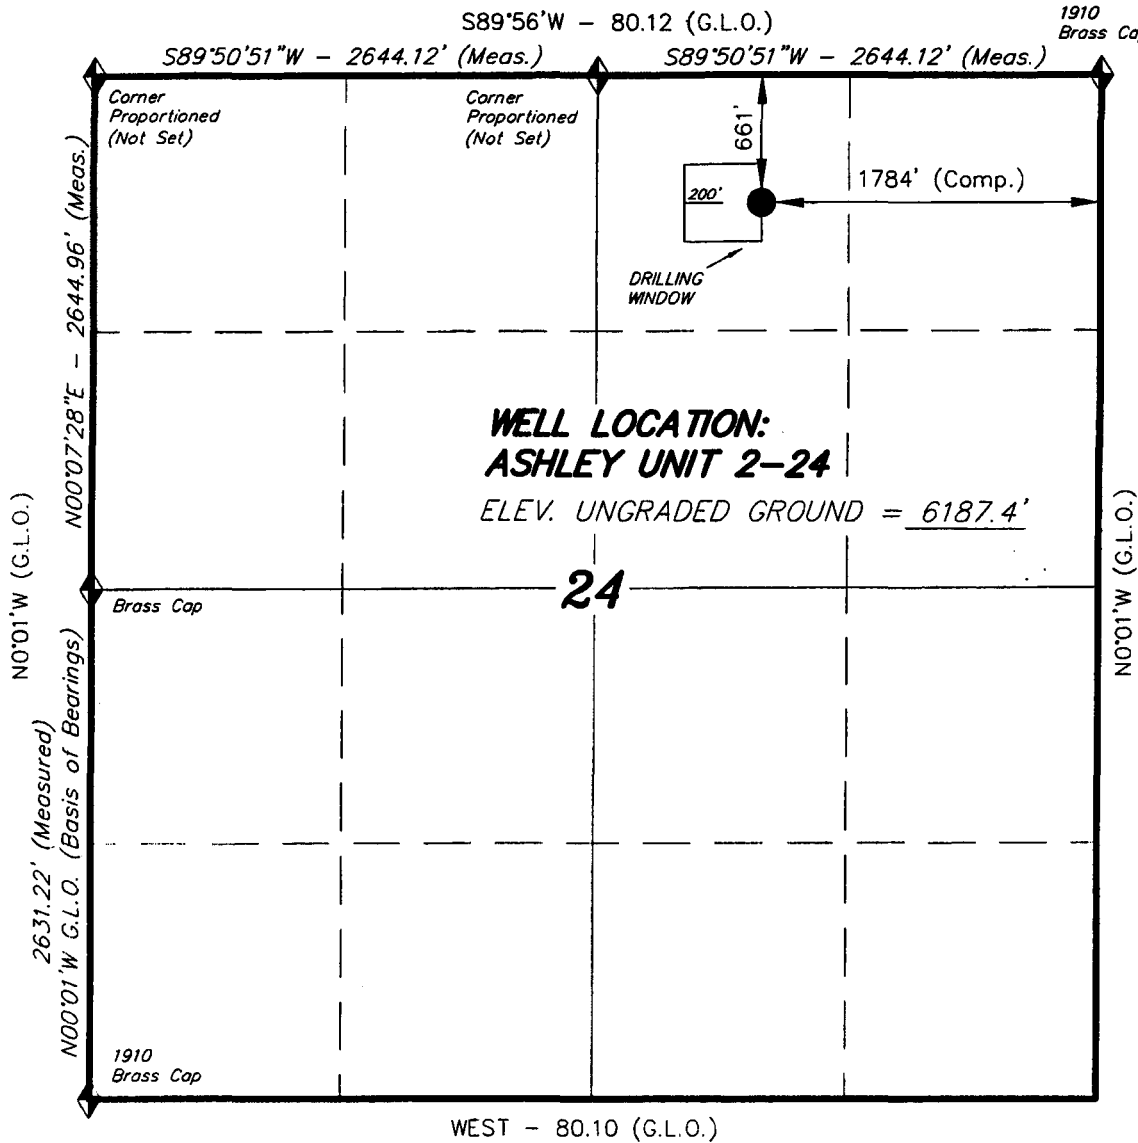 S89°56'W - 80.12 (G.L.O.)
1910
Brass Ca
S89°50'51"W - 2644.12' (Meas.)
S89°50'51"W - 2644.12' (Meas.)
Corner
Proportioned
(Not Set)
Corner
Proportioned
(Not Set)
661'
1784' (Comp.)
200'
DRILLING
WINDOW
N00°07'28"E - 2644.96' (Meas.)
WELL LOCATION:
ASHLEY UNIT 2-24
ELEV. UNGRADED GROUND = 6187.4'
N0°01'W (G.L.O.)
N0°01'W (G.L.O.)
24
Brass Cap
2631.22' (Measured)
N00°01'W G.L.O. (Basis of Bearings)
1910
Brass Cap
WEST - 80.10 (G.L.O.)